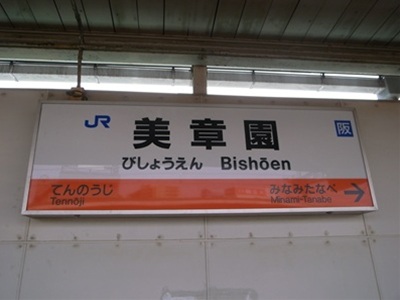 JR 美章園 阪
びしょうえん Bishōen
てんのうじ みなみたなべ →
Tennōji Minami-Tanabe